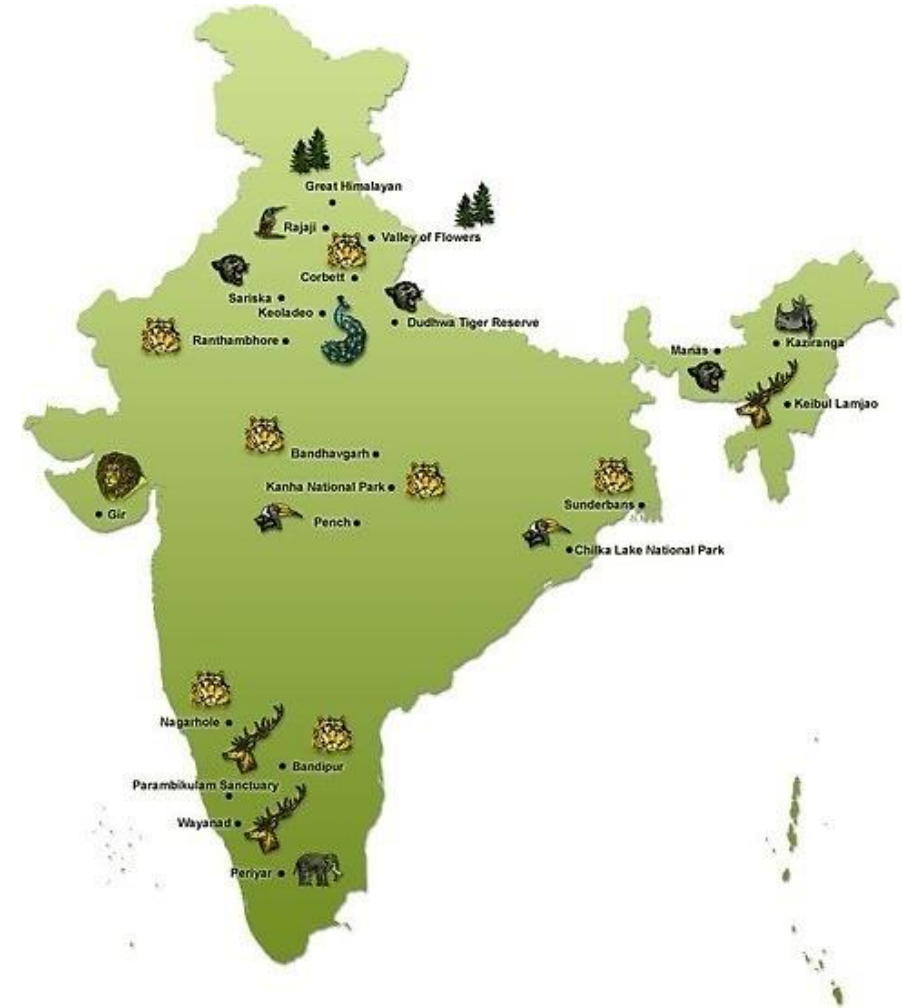 Great Himalayan
Rajaji
Valley of Flowers
Corbett
Sariska
Keoladeo
Dudhwa Tiger Reserve
Ranthambhore
Manas
Kaziranga
Keibul Lamjao
Bandhavgarh
Kanha National Park
Sunderbans
Gir
Pench
Chilka Lake National Park
Nagarhole
Bandipur
Parambikulam Sanctuary
Wayanad
Periyar